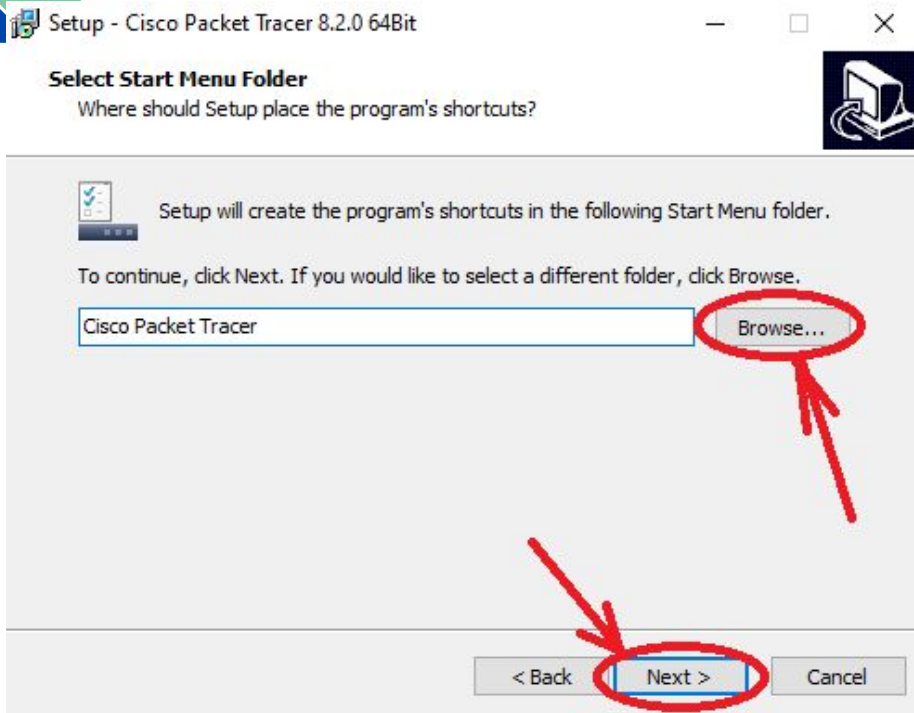 Setup - Cisco Packet Tracer 8.2.0 64Bit
Select Start Menu Folder
Where should Setup place the program's shortcuts?
Setup will create the program's shortcuts in the following Start Menu folder.
To continue, click Next. If you would like to select a different folder, click Browse.
Cisco Packet Tracer
Browse...
< Back
Next >
Cancel